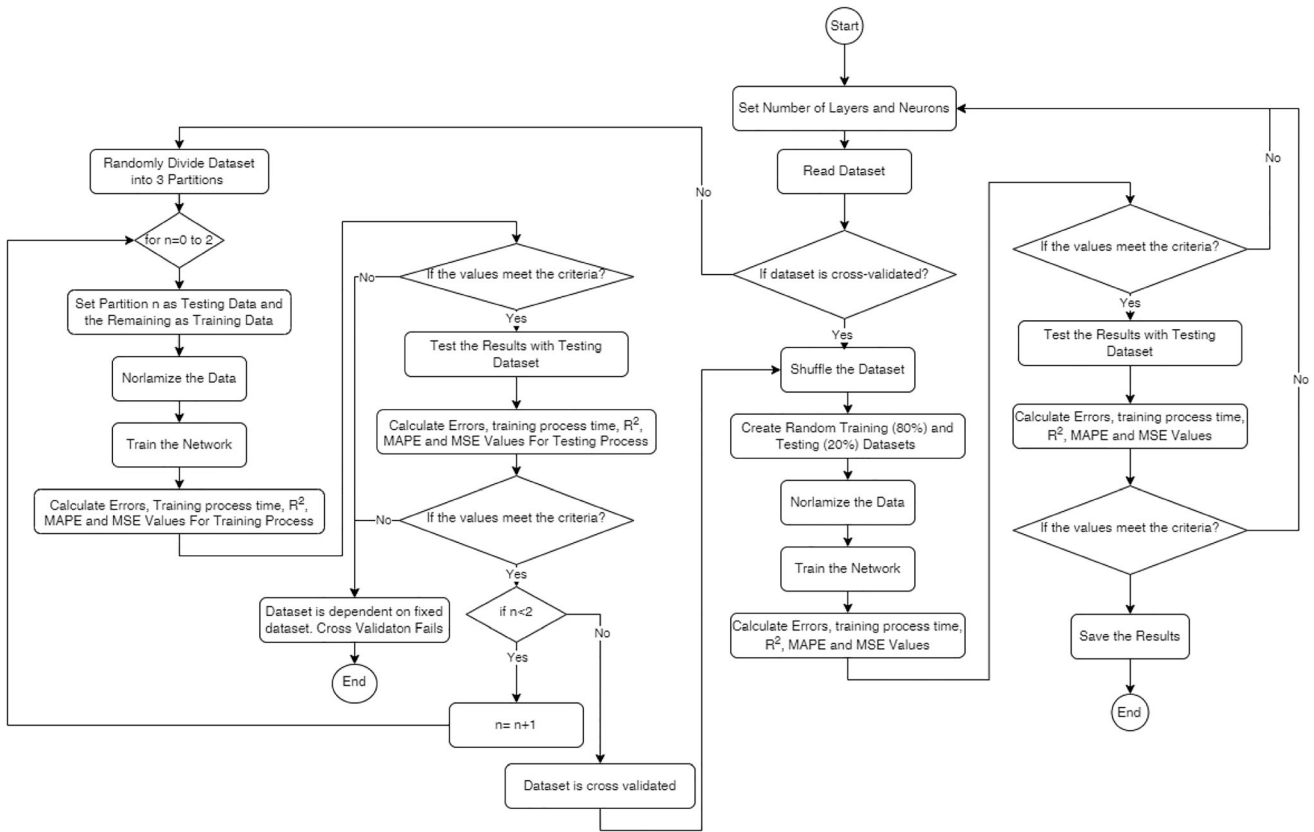 Start
Set Number of Layers and Neurons
Read Dataset
If dataset is cross-validated?
No
Yes
Randomly Divide Dataset
into 3 Partitions
for n=0 to 2
Set Partition n as Testing Data and
the Remaining as Training Data
Norlamize the Data
Train the Network
Calculate Errors, Training process time, R²,
MAPE and MSE Values For Training Process
If the values meet the criteria?
No
Yes
Test the Results with Testing
Dataset
Calculate Errors, training process time, R²,
MAPE and MSE Values For Testing Process
If the values meet the criteria?
No
Yes
Dataset is dependent on fixed
dataset. Cross Validaton Fails
End
if n<2
No
Yes
n= n+1
Dataset is cross validated
Shuffle the Dataset
Create Random Training (80%) and
Testing (20%) Datasets
Norlamize the Data
Train the Network
Calculate Errors, training process time,
R², MAPE and MSE Values
If the values meet the criteria?
No
Yes
Test the Results with Testing
Dataset
Calculate Errors, training process time,
R², MAPE and MSE Values
If the values meet the criteria?
No
Save the Results
End